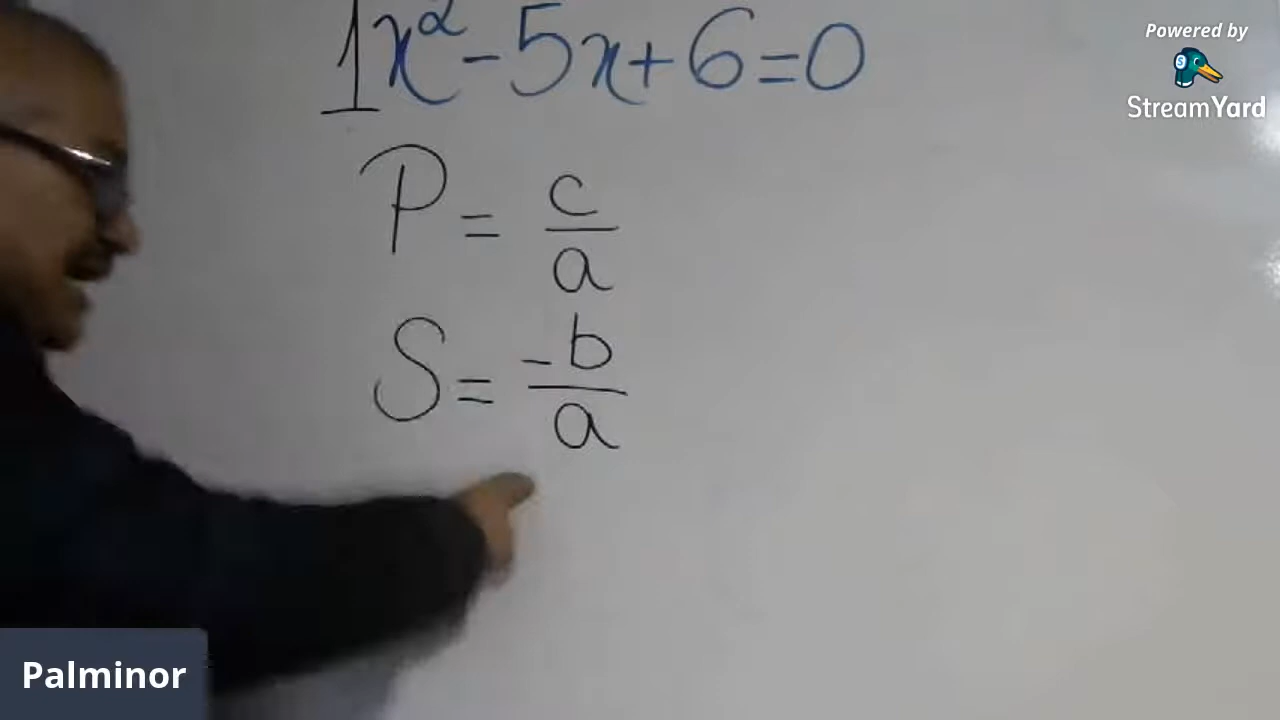 1x² - 5x + 6 = 0
P = c/a
S = -b/a
Powered by
StreamYard
Palminor